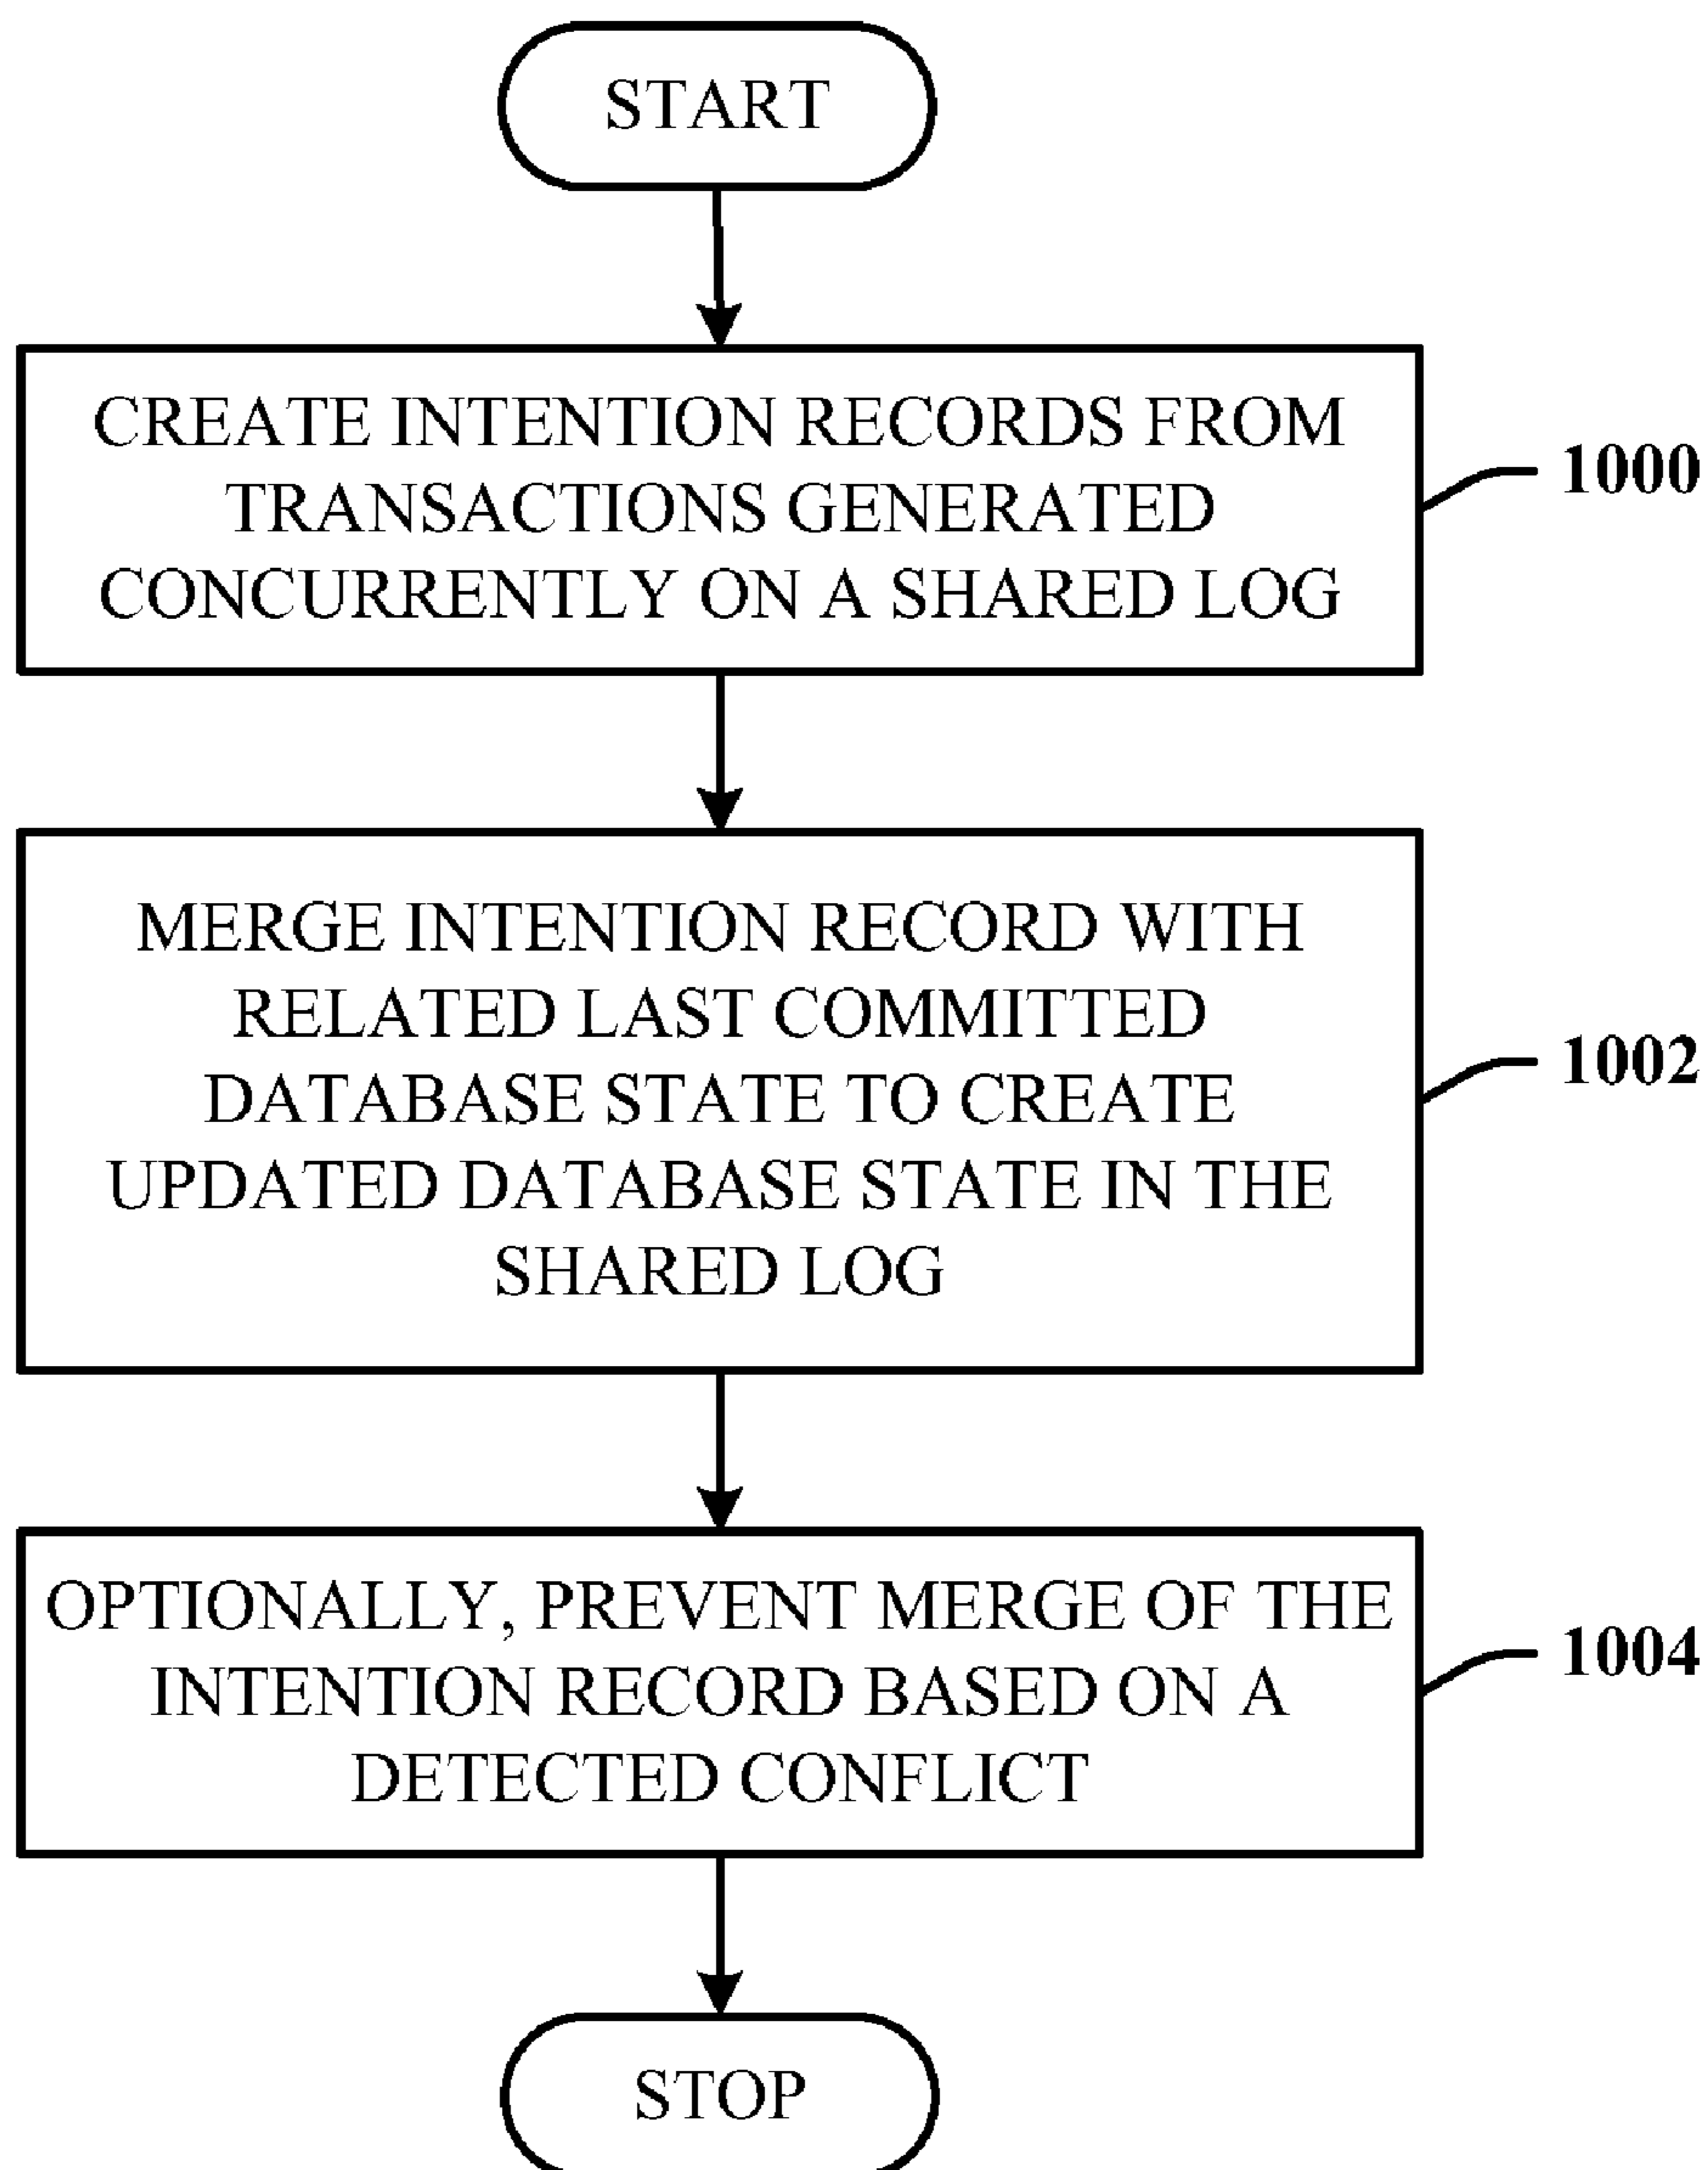 START
CREATE INTENTION RECORDS FROM
TRANSACTIONS GENERATED
CONCURRENTLY ON A SHARED LOG
1000
MERGE INTENTION RECORD WITH
RELATED LAST COMMITTED
DATABASE STATE TO CREATE
UPDATED DATABASE STATE IN THE
SHARED LOG
1002
OPTIONALLY, PREVENT MERGE OF THE
INTENTION RECORD BASED ON A
DETECTED CONFLICT
1004
STOP